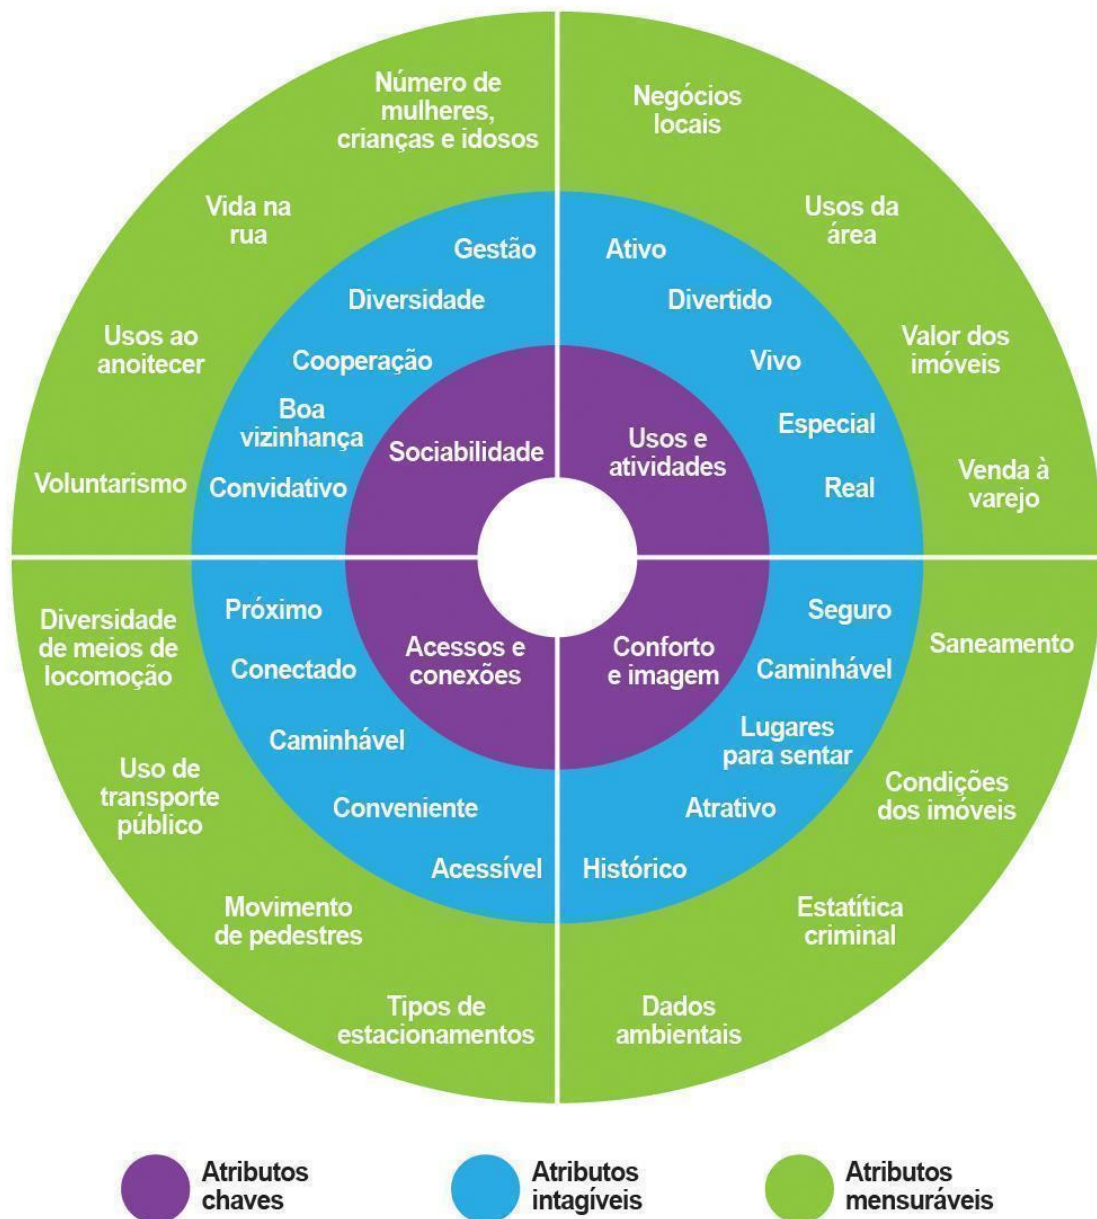 Número de
mulheres,
crianças e idosos
Vida na
rua
Usos ao
anoitecer
Voluntarismo
Gestão
Diversidade
Cooperação
Boa
vizinhança
Convidativo
Sociabilidade
Negócios
locais
Usos da
área
Valor dos
imóveis
Venda à
varejo
Ativo
Divertido
Vivo
Especial
Real
Usos e
atividades
Diversidade
de meios de
locomoção
Uso de
transporte
público
Movimento
de pedestres
Tipos de
estacionamentos
Próximo
Conectado
Caminhável
Conveniente
Acessível
Acessos e
conexões
Conforto
e imagem
Seguro
Caminhável
Lugares
para sentar
Atrativo
Histórico
Saneamento
Condições
dos imóveis
Estatítica
criminal
Dados
ambientais
Atributos
chaves
Atributos
intagíveis
Atributos
mensuráveis